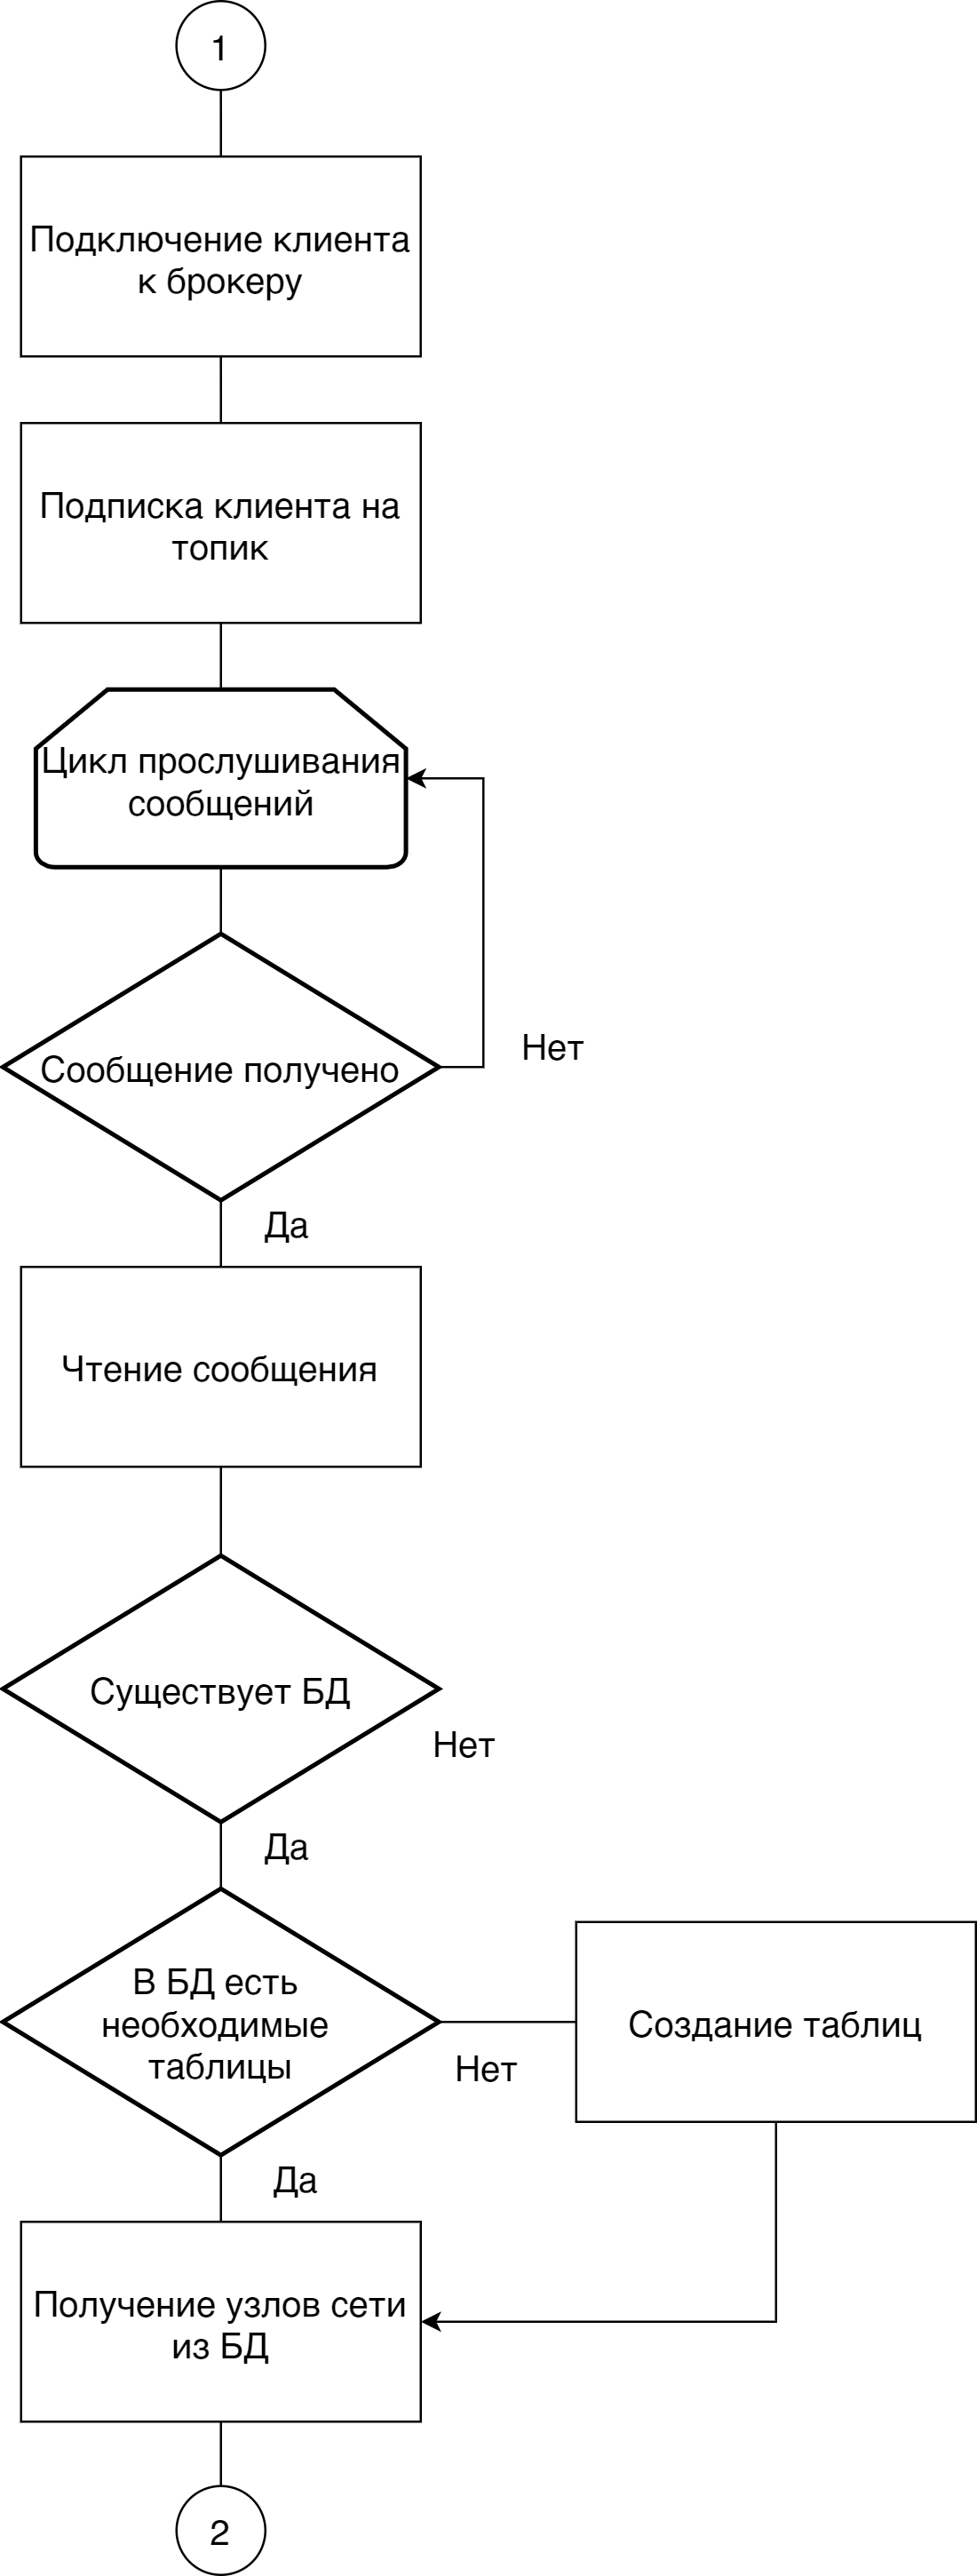 1
Подключение клиента
к брокеру
Подписка клиента на
топик
Цикл прослушивания
сообщений
Сообщение получено
Нет
Да
Чтение сообщения
Существует БД
Нет
Да
В БД есть
необходимые
таблицы
Нет
Создание таблиц
Да
Получение узлов сети
из БД
2